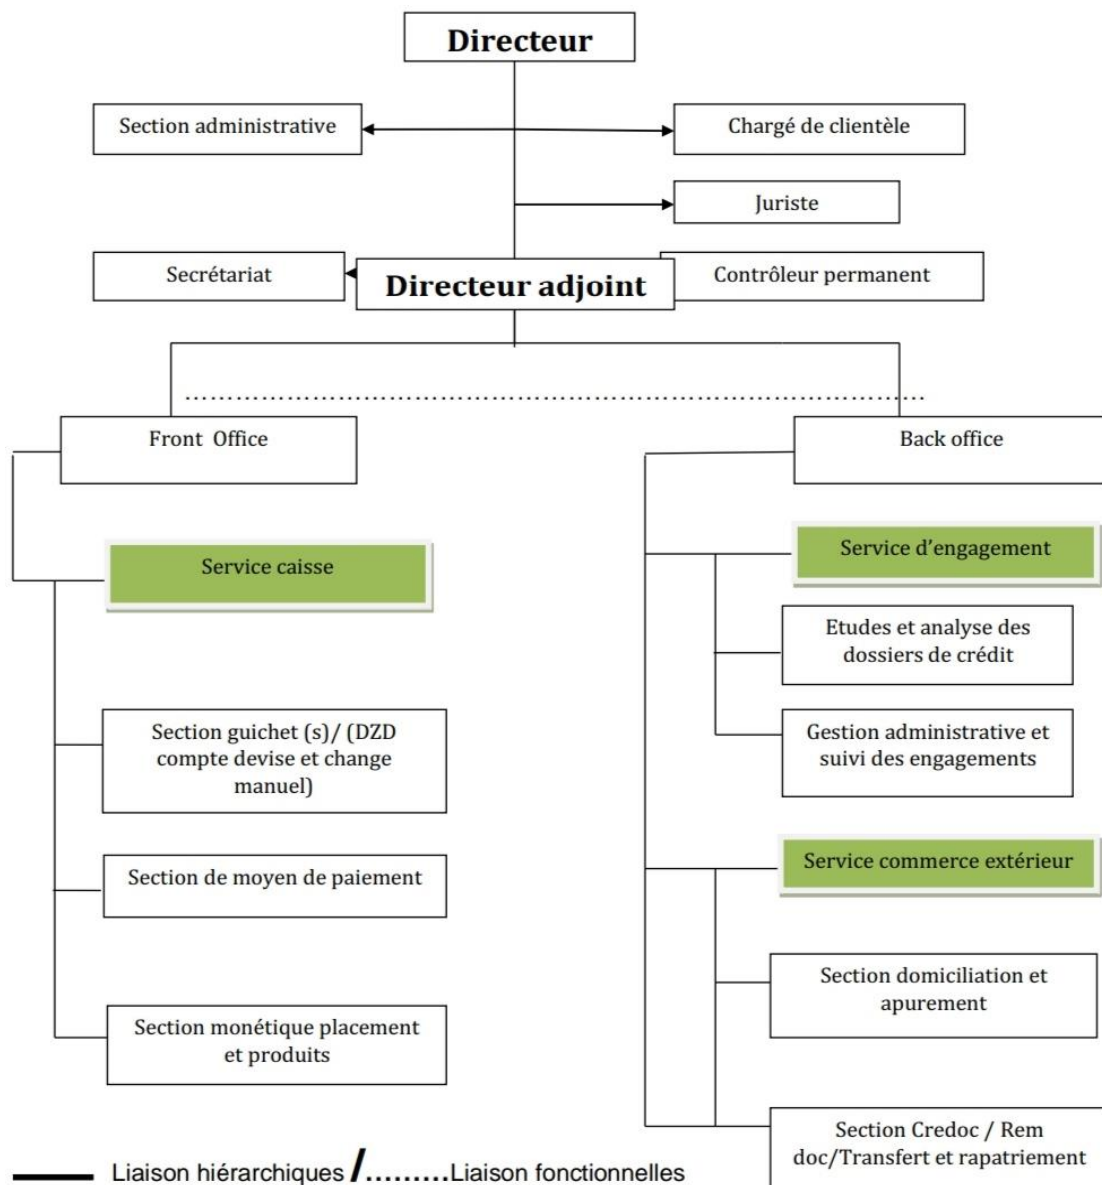 Directeur
Section administrative
Chargé de clientèle
Juriste
Secrétariat
Directeur adjoint
Contrôleur permanent
Front Office
Back office
Service caisse
Service d'engagement
Etudes et analyse des
dossiers de crédit
Section guichet (s)/ (DZD
compte devise et change
manuel)
Gestion administrative et
suivi des engagements
Section de moyen de paiement
Service commerce extérieur
Section domiciliation et
apurement
Section monétique placement
et produits
Section Credoc / Rem
doc/Transfert et rapatriement
Liaison hiérarchiques /.........Liaison fonctionnelles